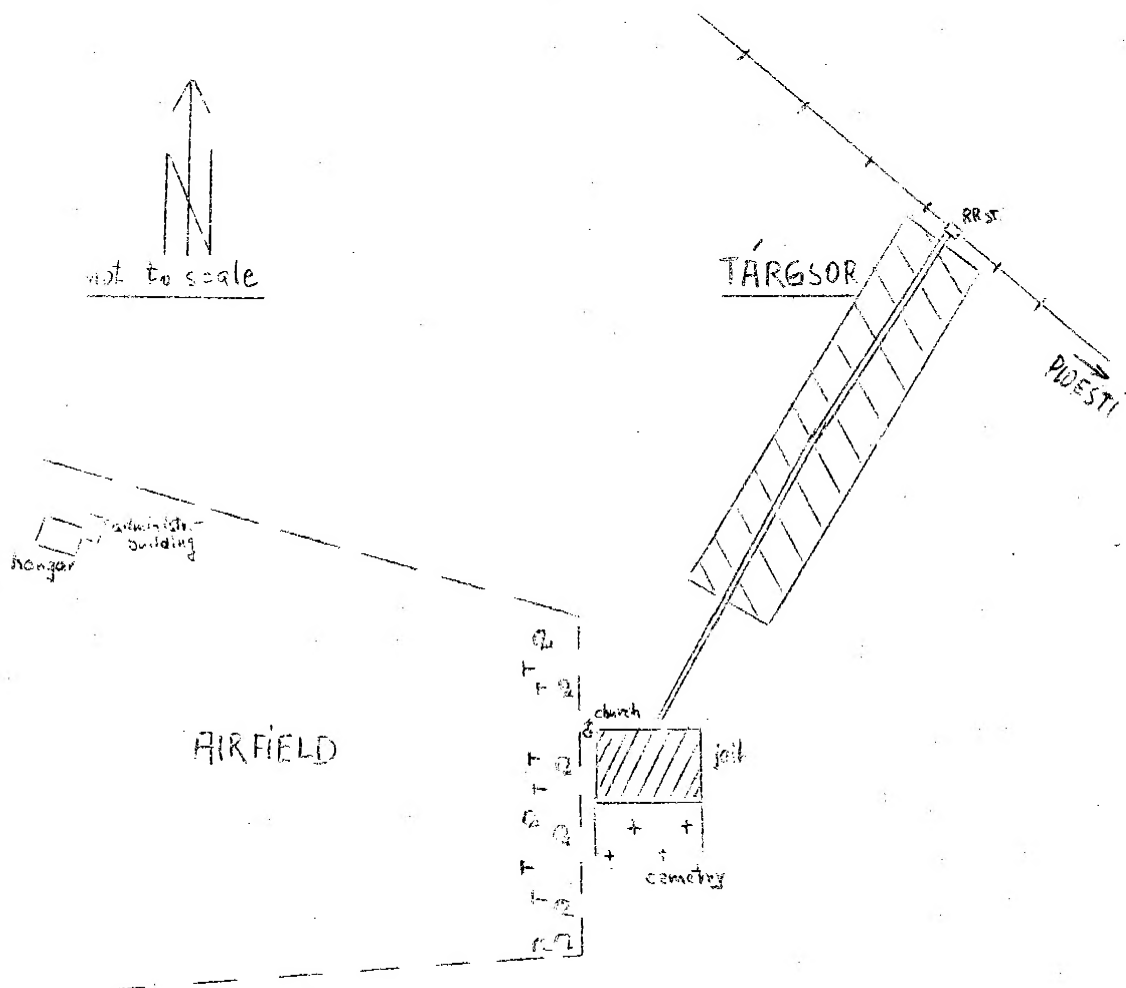 N
not to scale
RR st.
TÁRGSOR
PLOESTI
administr.-
building
hangar
church
AIRFIELD
jail
cemetry